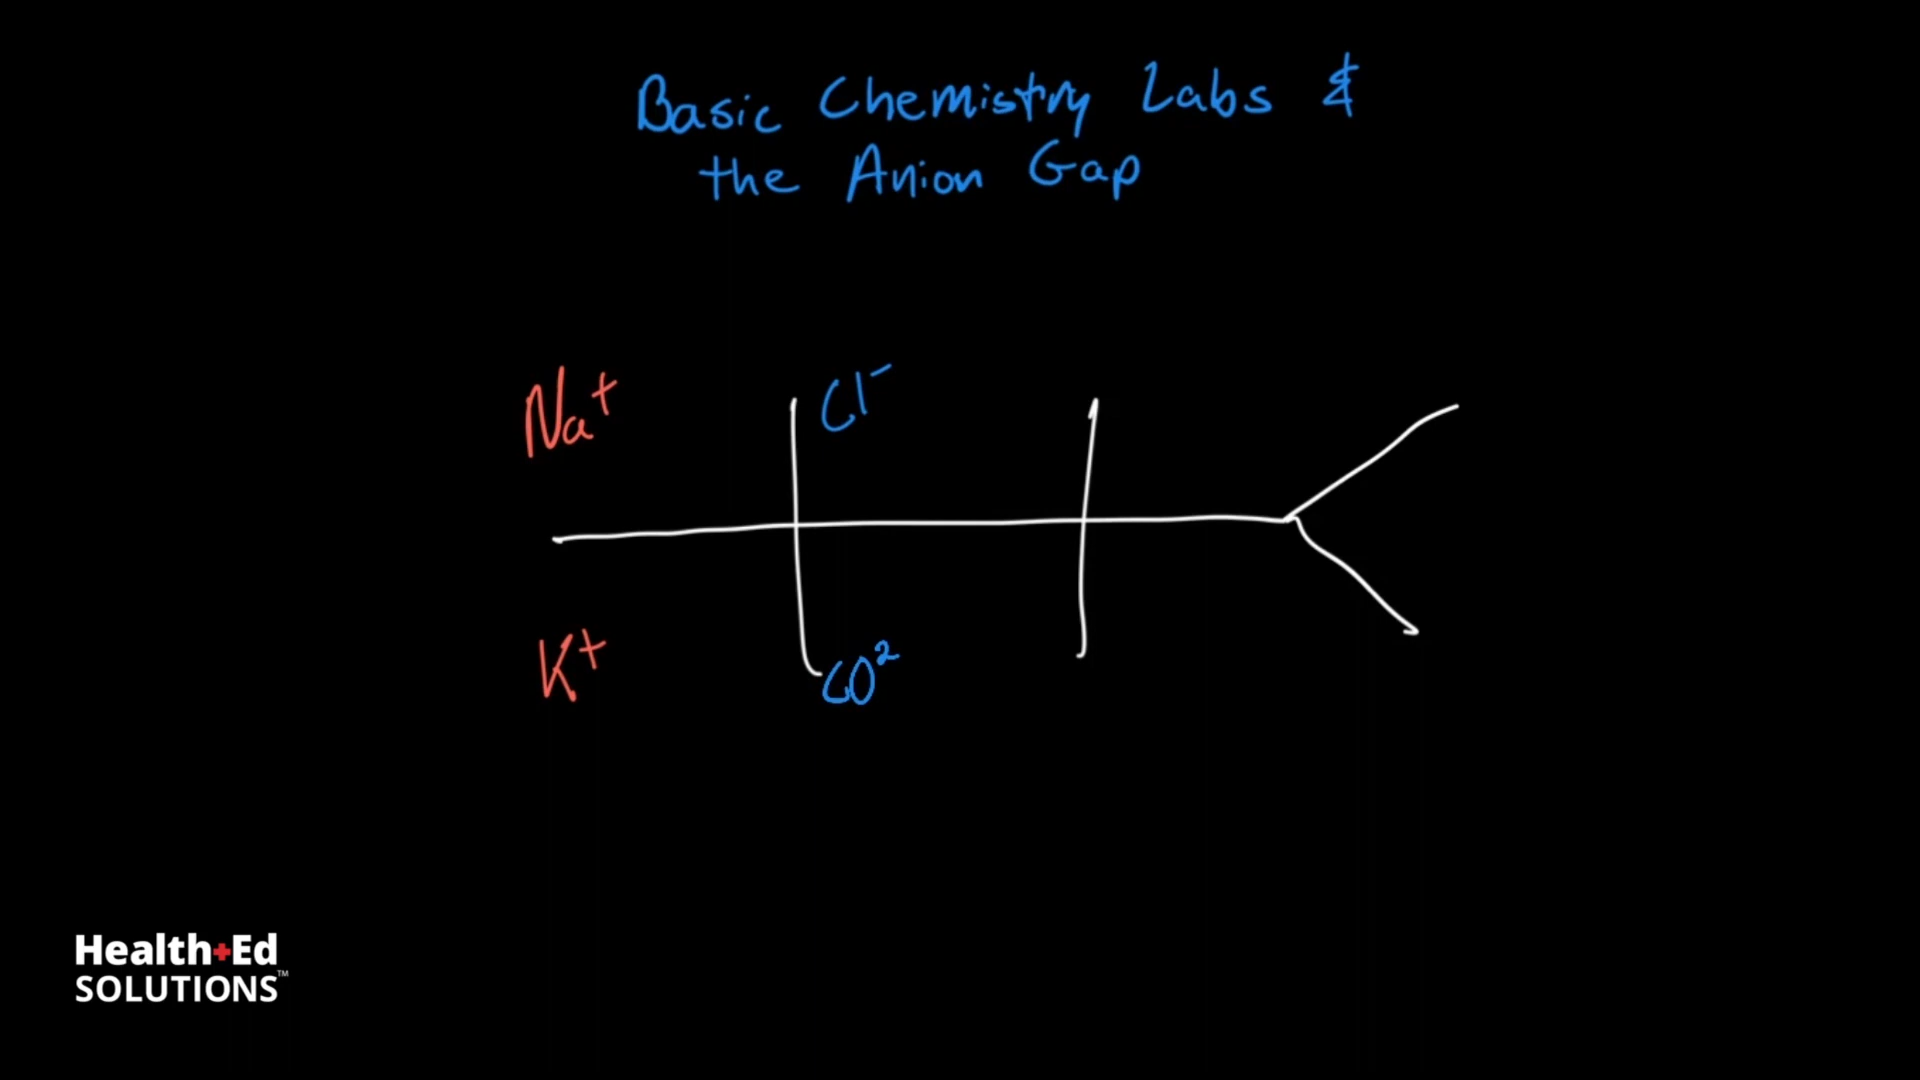 Basic Chemistry Labs &
the Anion Gap
Na⁺
Cl⁻
K⁺
CO²
Health+Ed
SOLUTIONS™